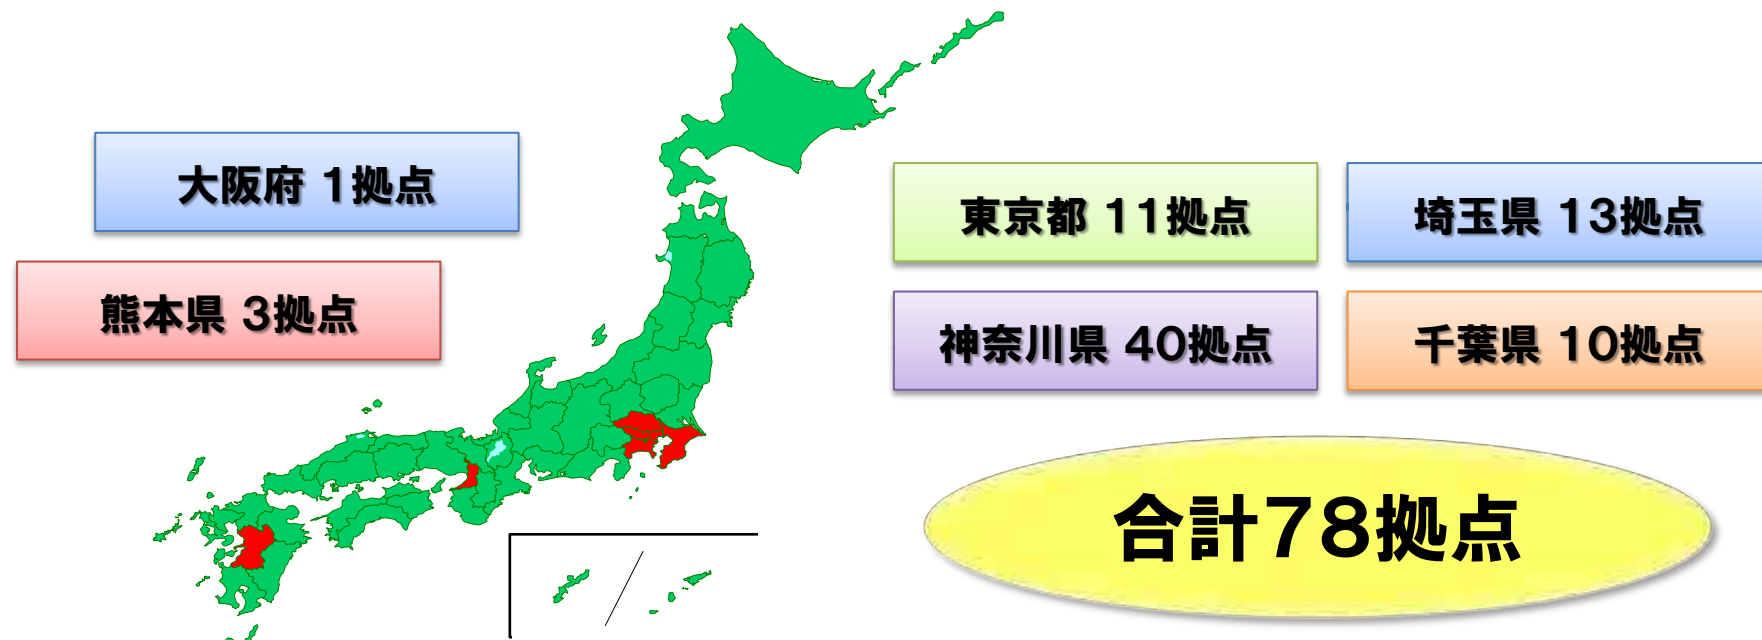 大阪府 1拠点
熊本県 3拠点
東京都 11拠点
埼玉県 13拠点
神奈川県 40拠点
千葉県 10拠点
合計78拠点